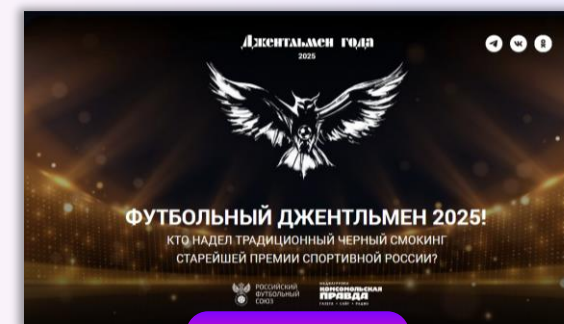 Джентльмен года
2025
ФУТБОЛЬНЫЙ ДЖЕНТЛЬМЕН 2025!
КТО НАДЕЛ ТРАДИЦИОННЫЙ ЧЕРНЫЙ СМОКИНГ
СТАРЕЙШЕЙ ПРЕМИИ СПОРТИВНОЙ РОССИИ?
РОССИЙСКИЙ
ФУТБОЛЬНЫЙ
СОЮЗ
КОМСОМОЛЬСКАЯ
ПРАВДА